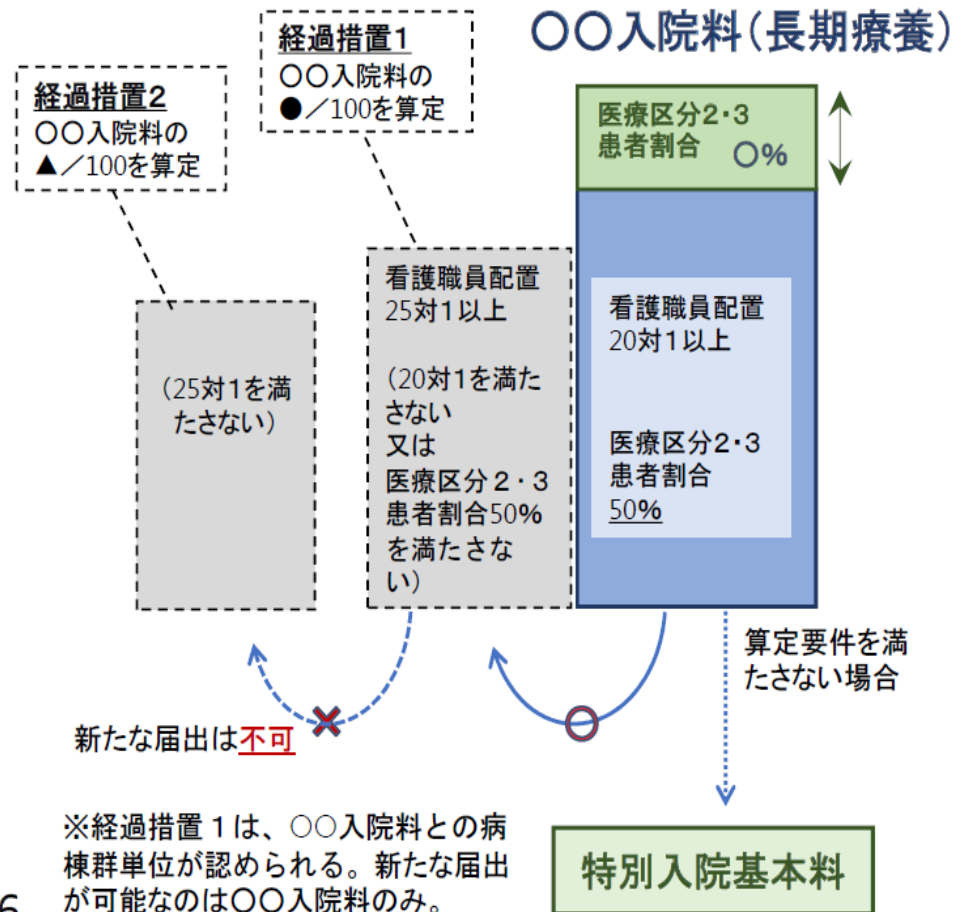 〇〇入院料(長期療養)
経過措置1
〇〇入院料の
●/100を算定
経過措置2
〇〇入院料の
▲/100を算定
医療区分2・3
患者割合 〇%
看護職員配置
20対1以上
医療区分2・3
患者割合
50%
看護職員配置
25対1以上
(20対1を満た
さない
又は
医療区分2・3
患者割合50%
を満たさな
い)
(25対1を満
たさない)
算定要件を満
たさない場合
新たな届出は不可
※経過措置1は、○○入院料との病
棟群単位が認められる。新たな届出
が可能なのは〇〇入院料のみ。
特別入院基本料
6